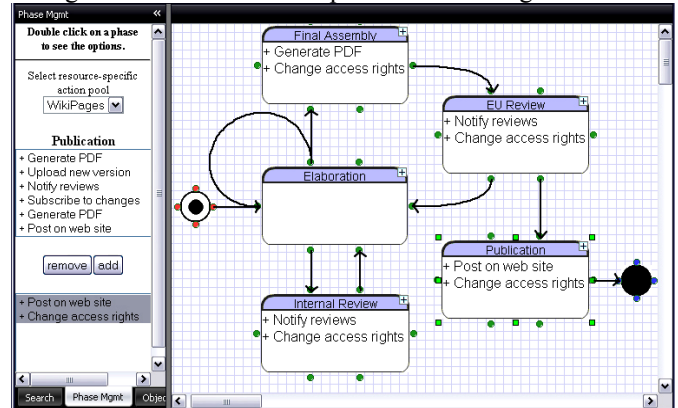 Phase Mgmt «
Double click on a phase
to see the options.
Select resource-specific
action pool
WikiPages
Publication
+ Generate PDF
+ Upload new version
+ Notify reviews
+ Subscribe to changes
+ Generate PDF
+ Post on web site
remove add
+ Post on web site
+ Change access rights
Search Phase Mgmt Objec
Final Assembly
+ Generate PDF
+ Change access rights
EU Review
+ Notify reviews
+ Change access rights
Elaboration
Publication
+ Post on web site
+ Change access rights
Internal Review
+ Notify reviews
+ Change access rights